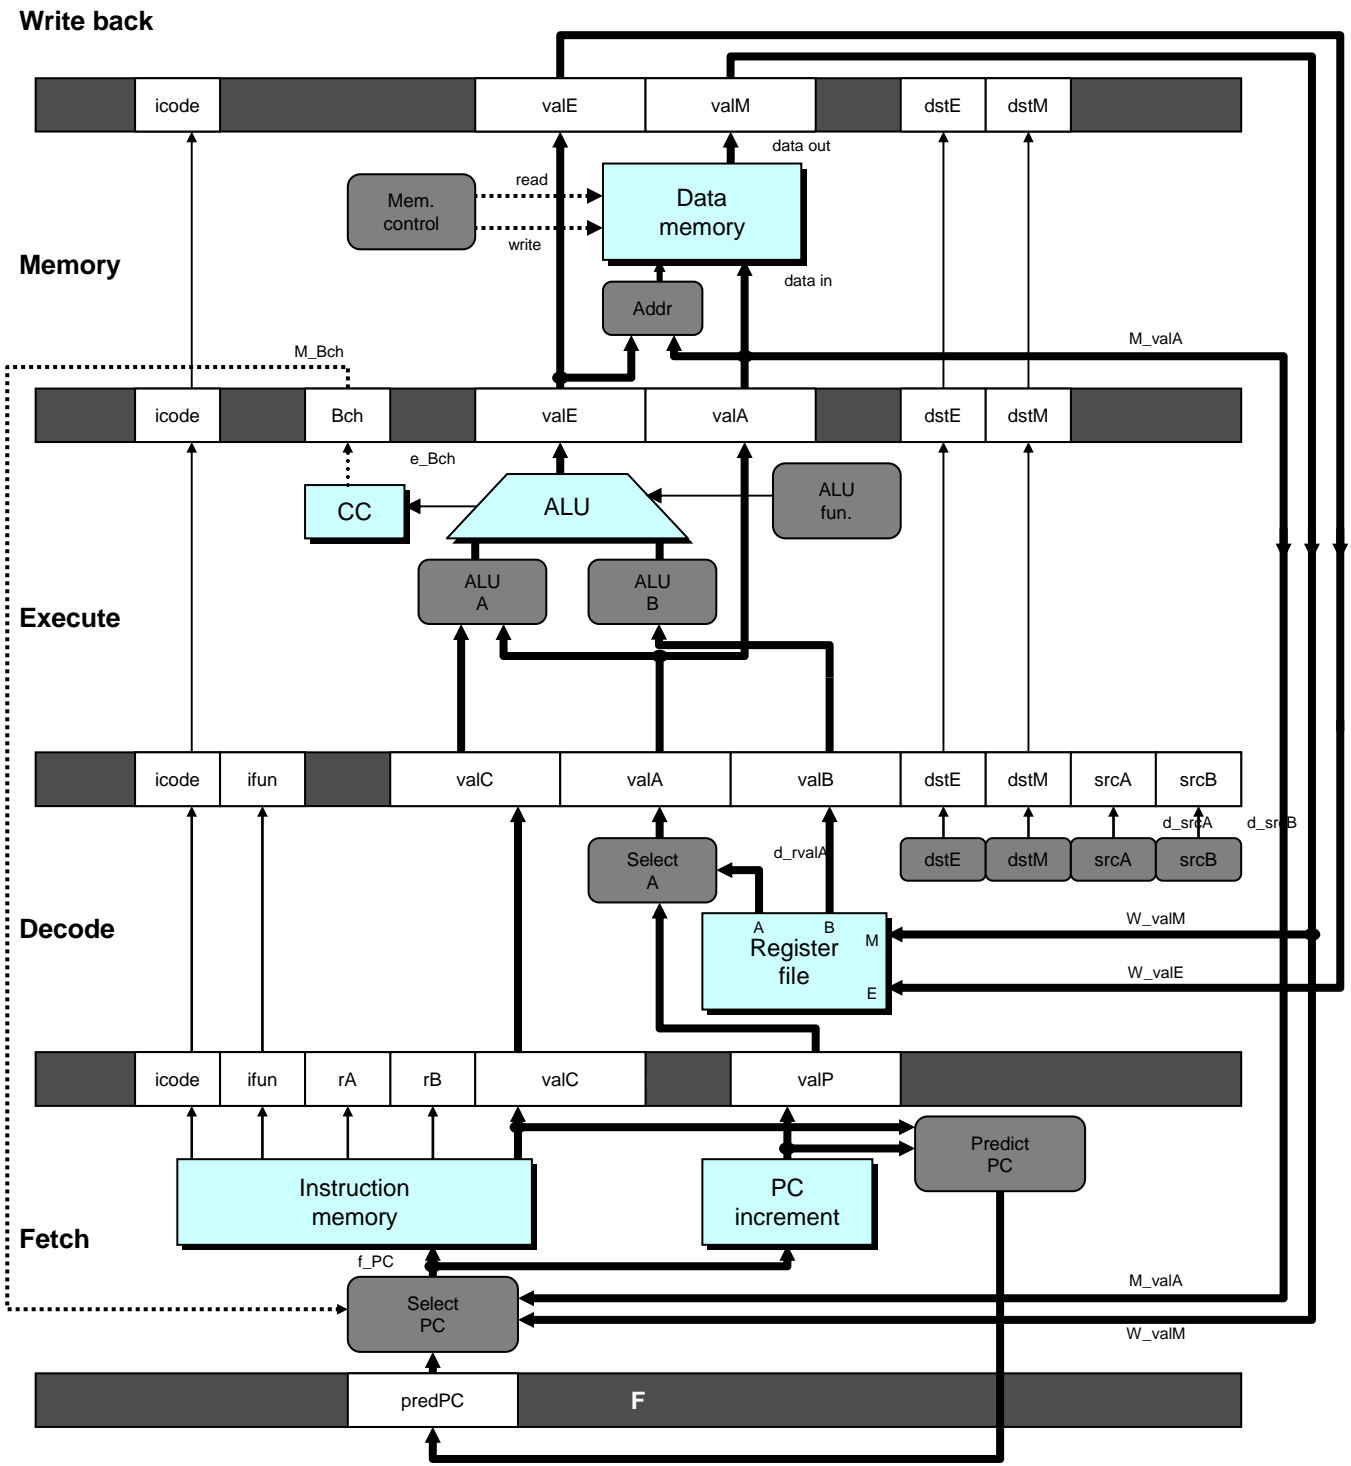 Write back
icode
valE
valM
dstE
dstM
data out
read
Mem.
control
Data
memory
write
Memory
data in
Addr
M_Bch
M_valA
icode
Bch
valE
valA
dstE
dstM
e_Bch
CC
ALU
ALU
fun.
ALU
A
ALU
B
Execute
icode
ifun
valC
valA
valB
dstE
dstM
srcA
srcB
d_srcA
d_srcB
Select
A
d_rvalA
dstE
dstM
srcA
srcB
Decode
A
B
Register
file
M
E
W_valM
W_valE
icode
ifun
rA
rB
valC
valP
Predict
PC
Instruction
memory
PC
increment
Fetch
f_PC
Select
PC
M_valA
W_valM
predPC
F